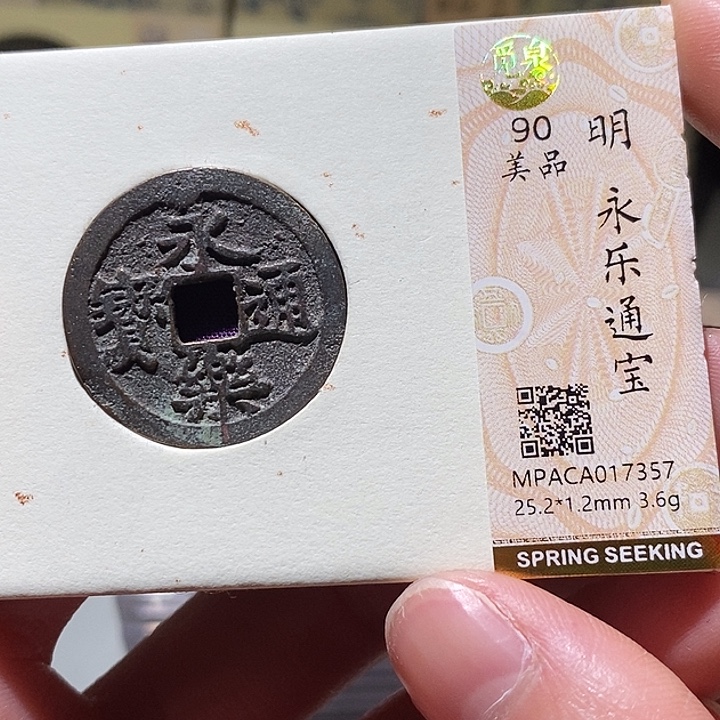 永
通
樂
寶
觅泉
90
美品
明
永乐通宝
MPACA017357
25.2*1.2mm 3.6g
SPRING SEEKING